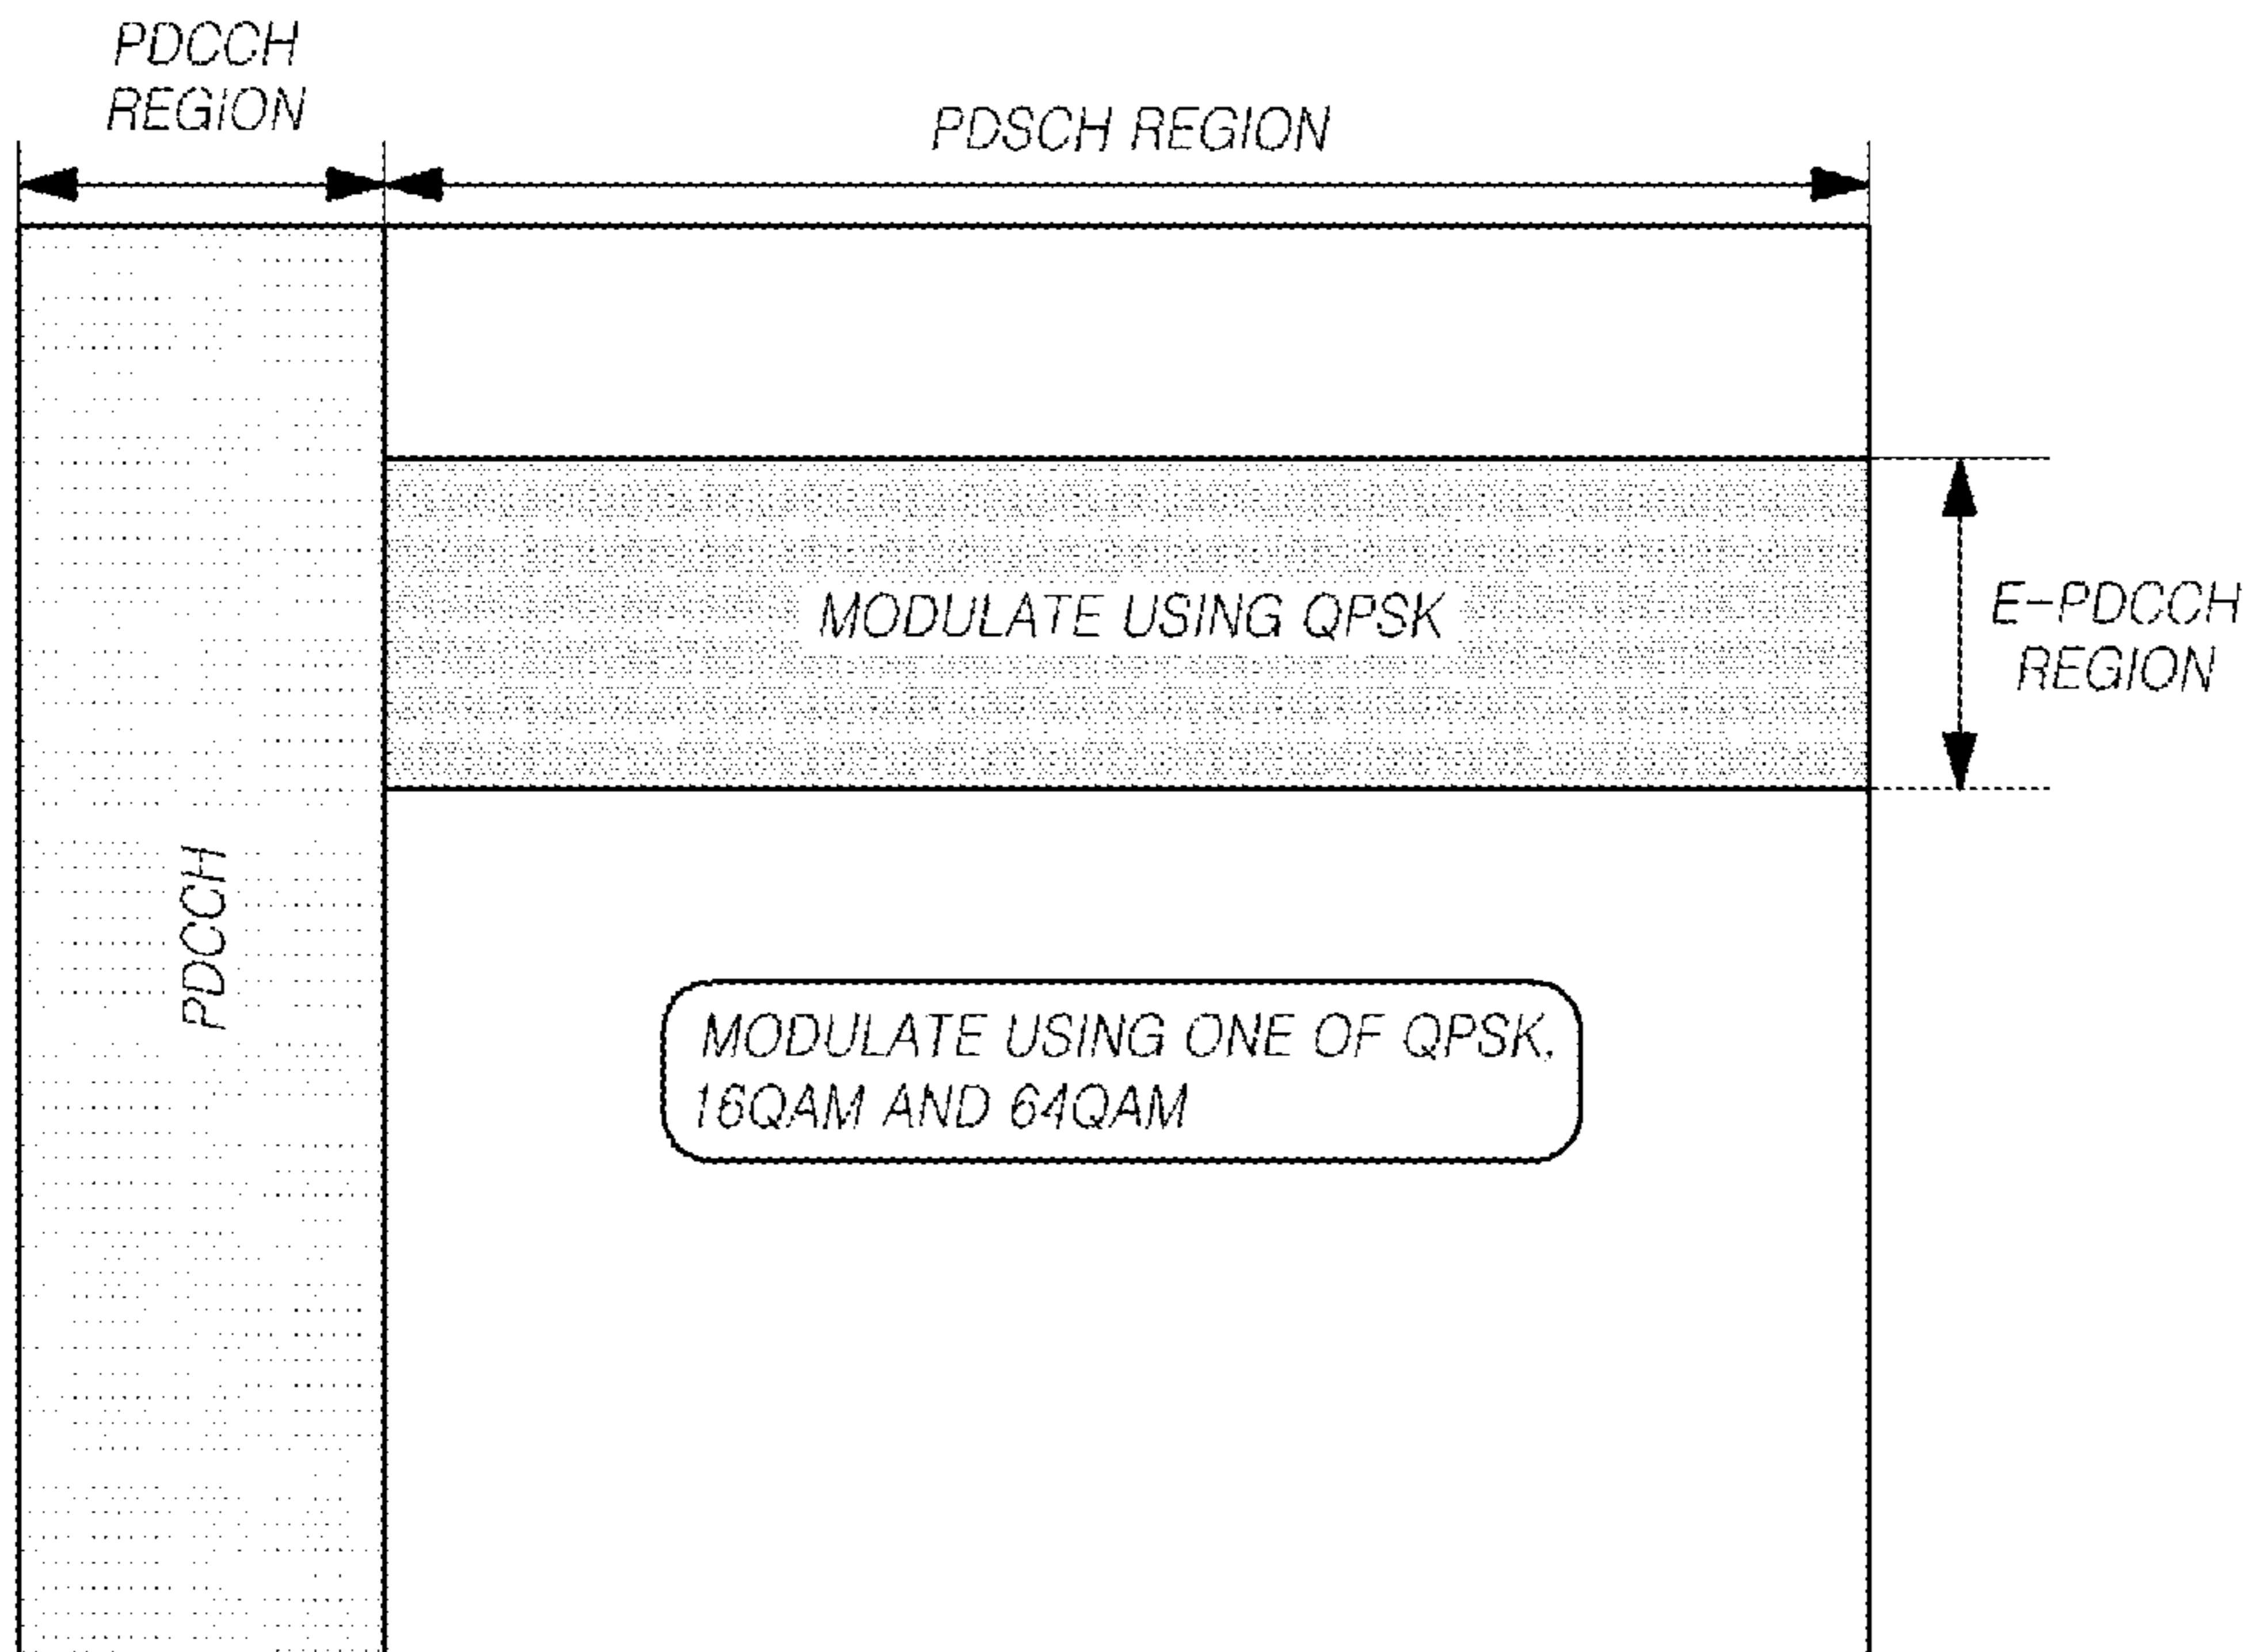 PDCCH
REGION
PDSCH REGION
MODULATE USING QPSK
E-PDCCH
REGION
PDCCH
MODULATE USING ONE OF QPSK,
16QAM AND 64QAM